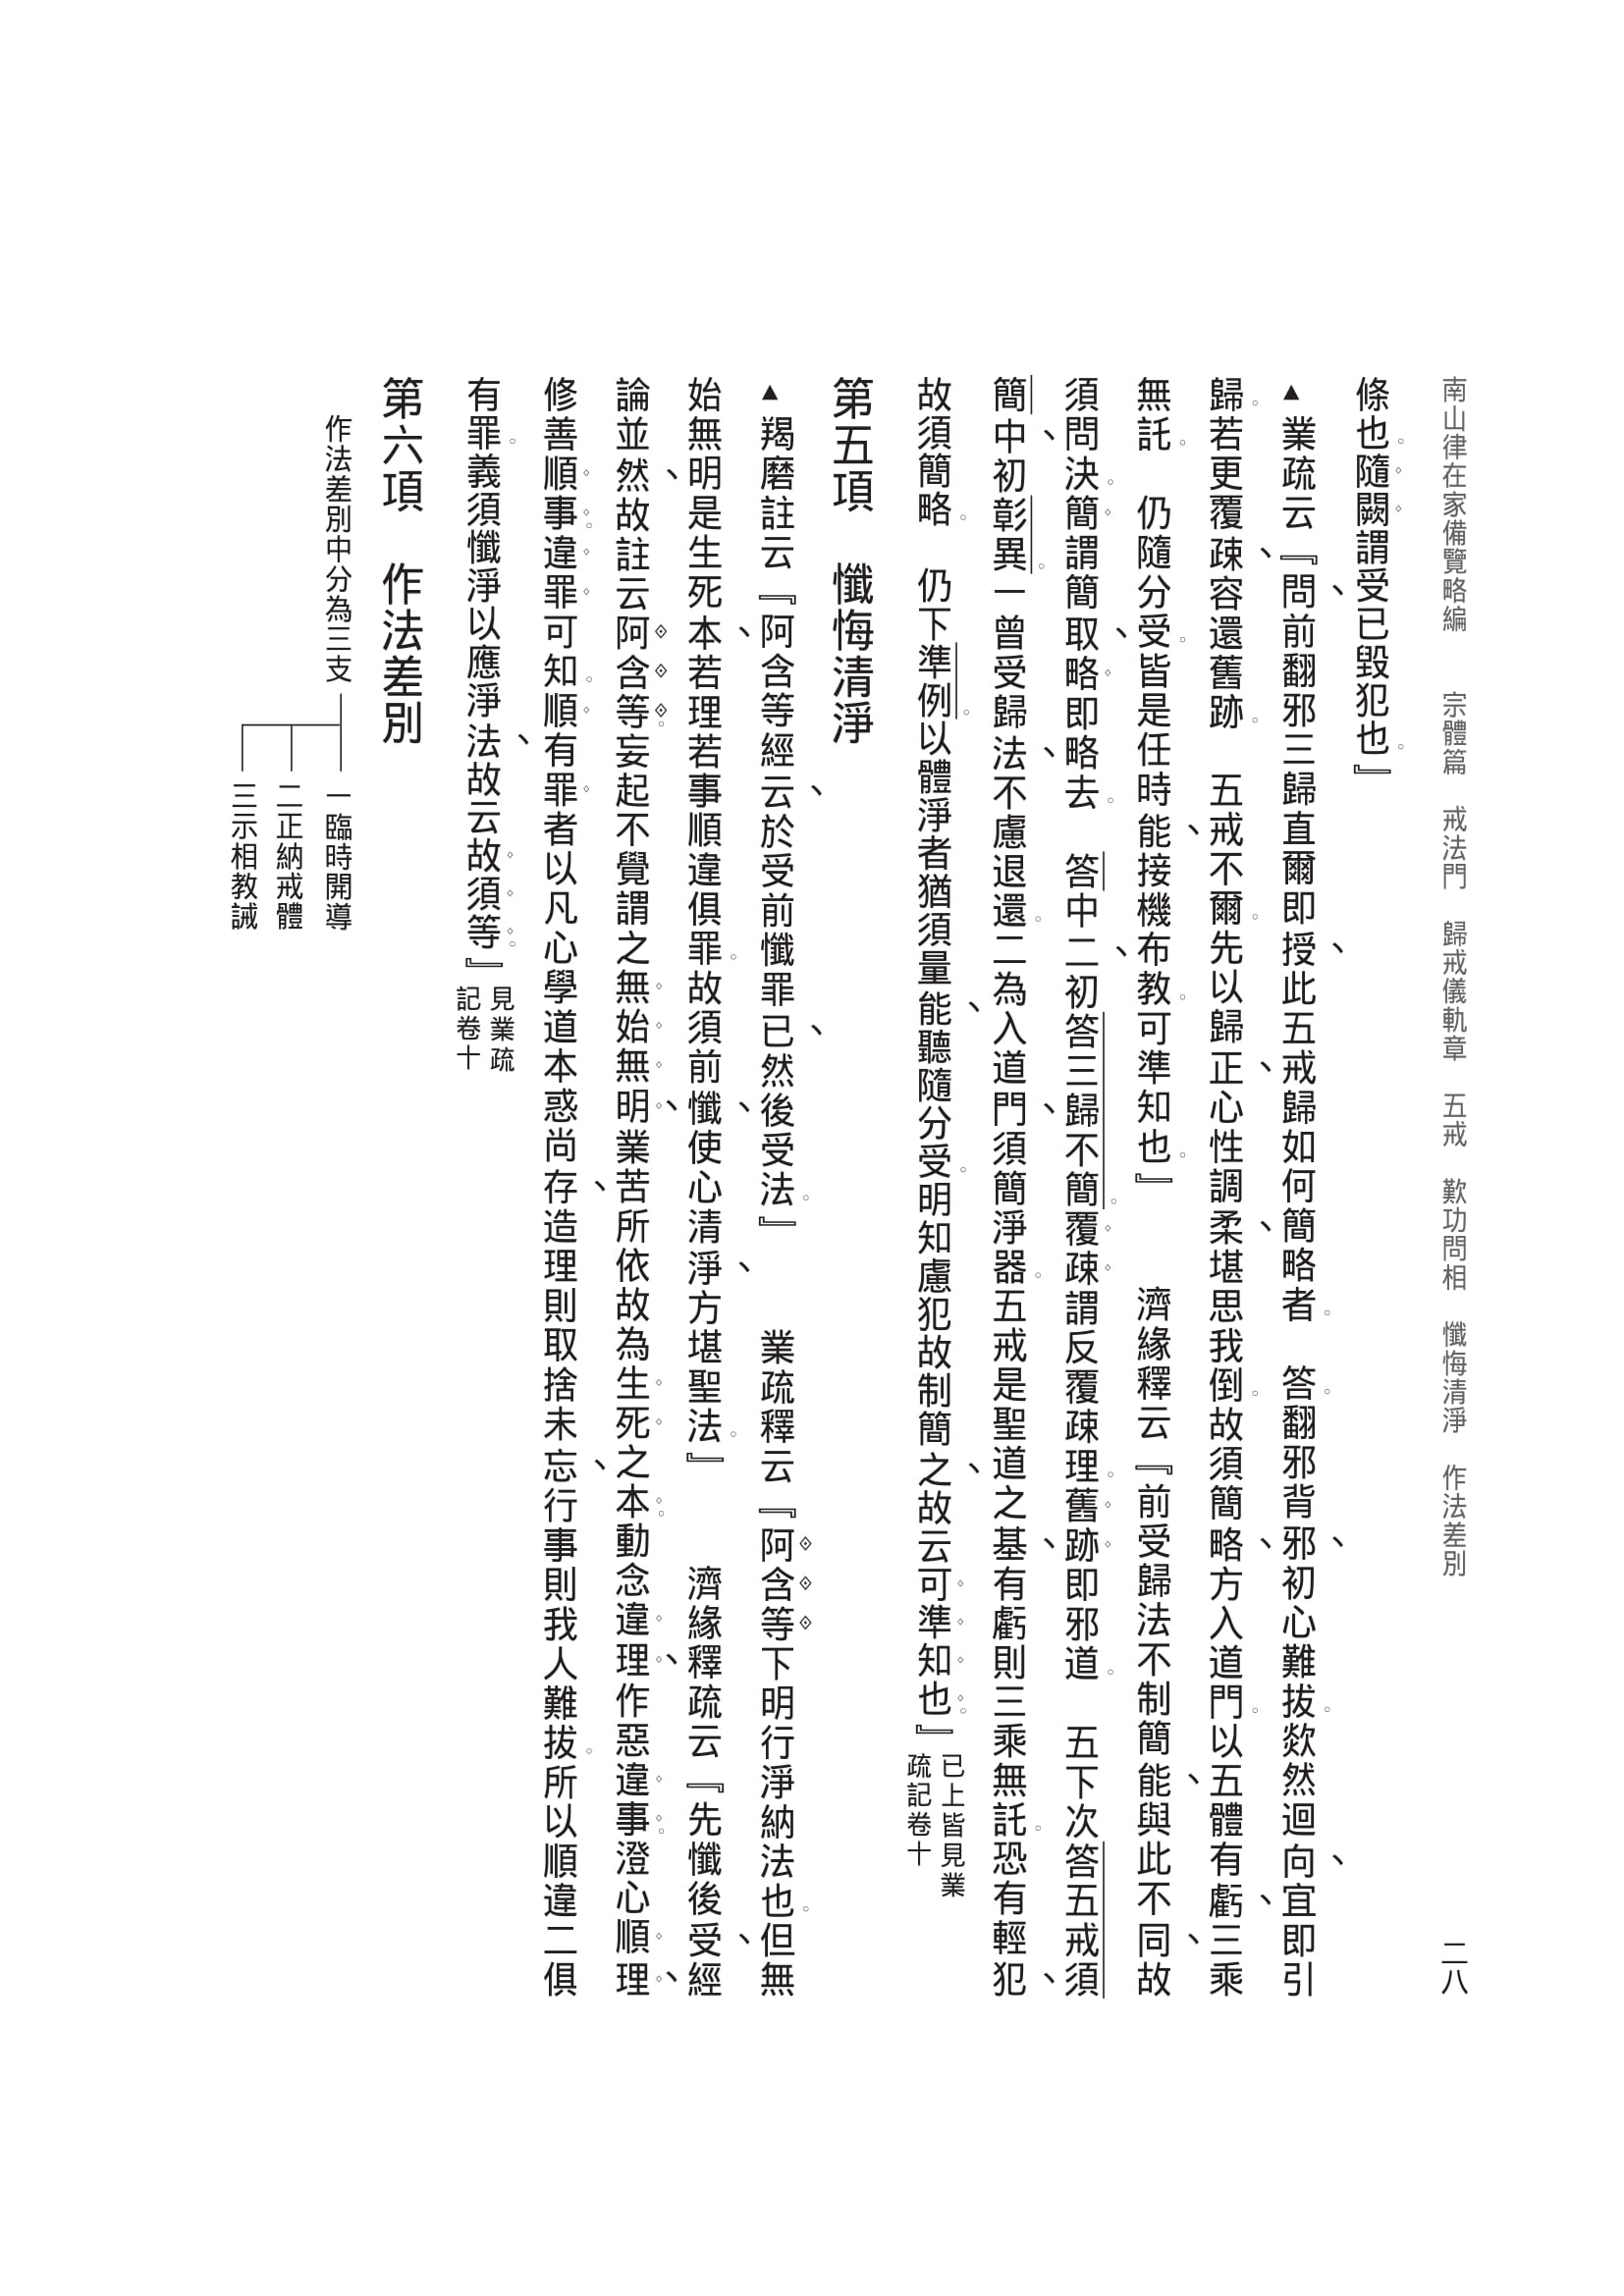 南山律在家備覽略編　宗體篇　戒法門　歸戒儀軌章　五戒　歎功問相　懺悔清淨　作法差別　二八
條也。隨闕謂受已毀犯也。』
▲業疏云『問、前翻邪三歸直爾即授、此五戒歸如何簡略者。　答。翻邪背邪、初心難拔。欻然迴向、宜即引
歸。若更覆疎、容還舊跡。　五戒不爾。先以歸正、心性調柔、堪思我倒。故須簡略、方入道門。以五體有虧、三乘
無託。　仍隨分受。皆是任時能、接機布教。可準知也。』　　濟緣釋云『前受歸法不制簡能、與此不同、故
須問決。簡謂簡取、略即略去。　答中二、初答三歸不簡。覆疎謂反覆疎理。舊跡即邪道。　五下次答五戒須
簡中、初彰異。一曾受歸法、不慮退還。二為入道門、須簡淨器。五戒是聖道之基、有虧則三乘無託。恐有輕犯、
故須簡略。　仍下準例。以體淨者猶須量能、聽隨分受。明知慮犯故制簡之、故云可準知也。』已上皆見業
疏記卷十
第五項　懺悔清淨
▲羯磨註云『阿含等經云、於受前懺罪已、然後受法。』　　業疏釋云『阿含等下明行淨納法也。但無
始無明是生死本、若理若事順違俱罪。故須前懺、使心清淨、方堪聖法。』　　濟緣釋疏云『先懺後受、經
論並然、故註云阿含等。妄起不覺謂之無始無明、業苦所依故為生死之本。動念違理、作惡違事。澄心順理、
修善順事。違罪可知。順有罪者以凡心學道本惑尚存、造理則取捨未忘、行事則我人難拔。所以順違二俱
有罪。義須懺淨以應淨法、故云故須等。』見業疏
記卷十
第六項　作法差別
作法差別中分為三支
一臨時開導
二正納戒體
三示相教誡